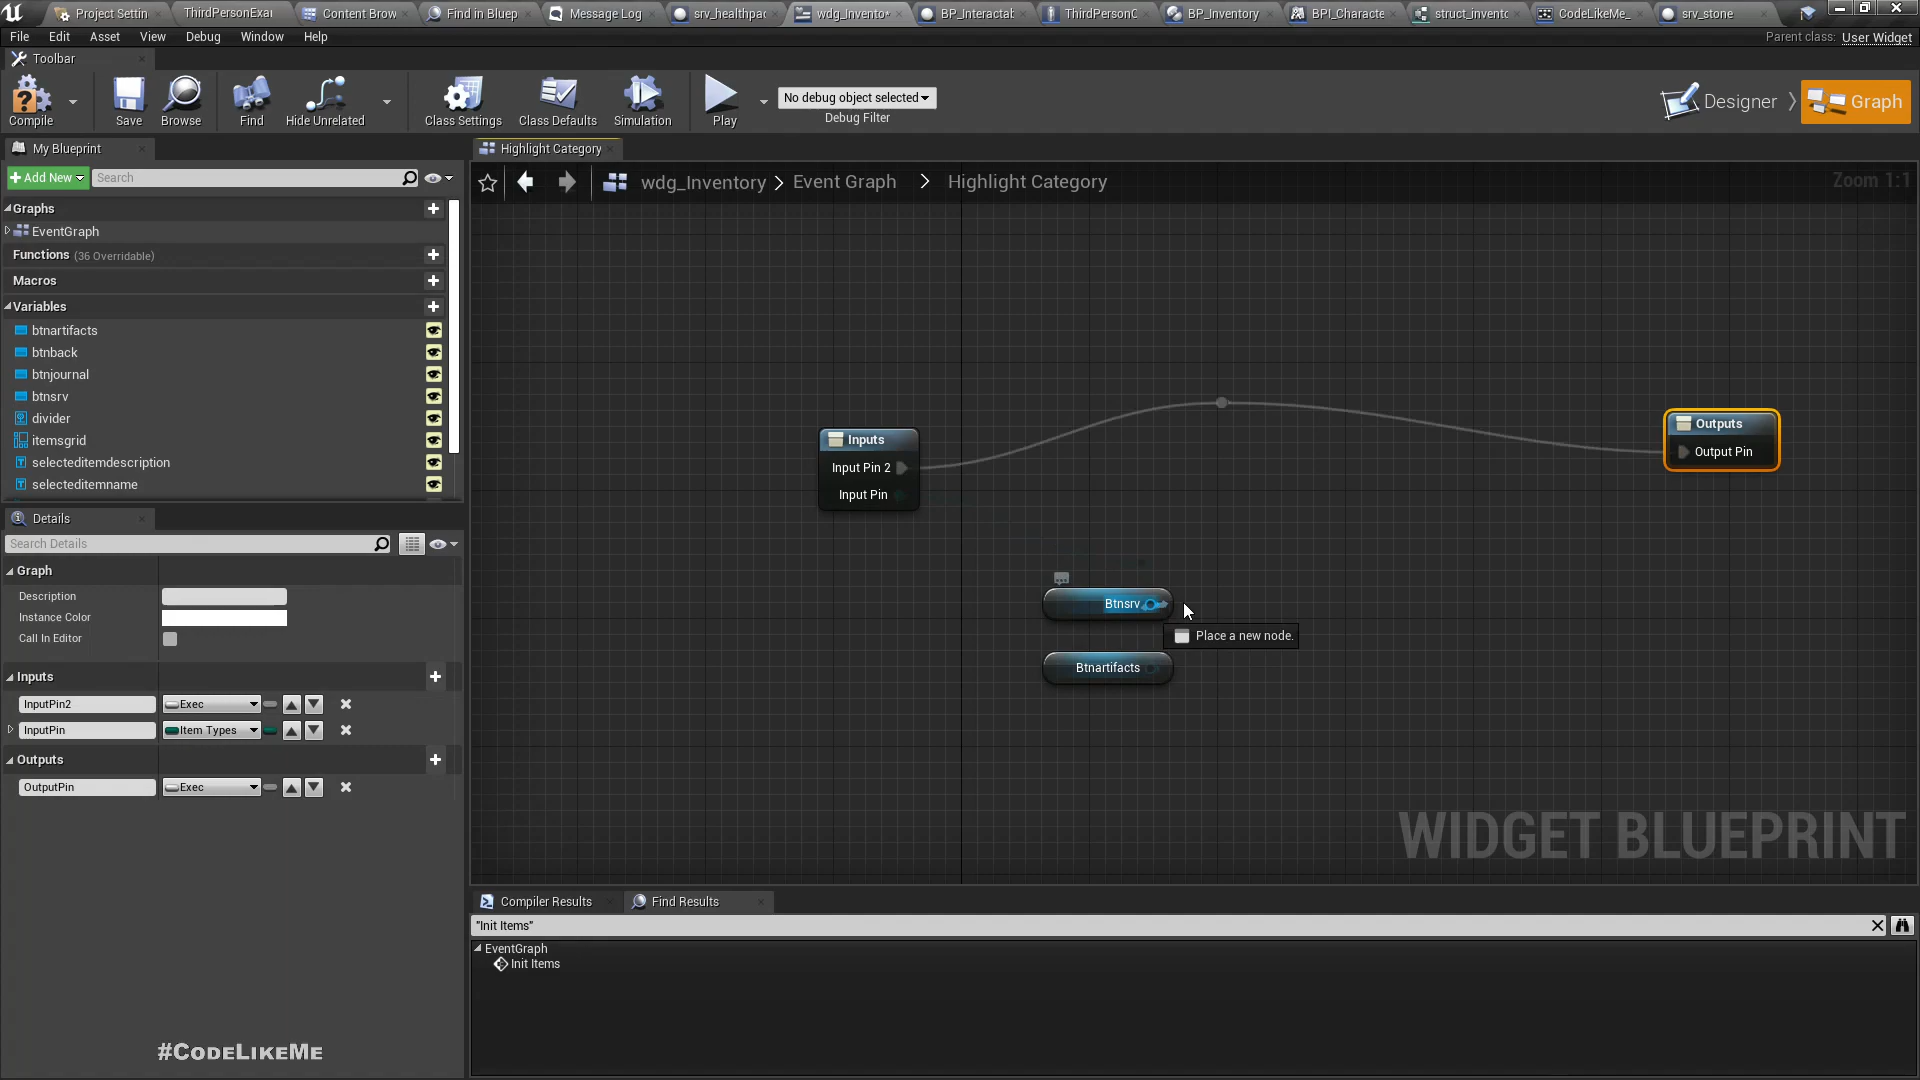 Project Settin
ThirdPersonExa
Content Brow
Find in Bluep
Message Log
srv_healthpac
wdg_Invento*
BP_Interactab
ThirdPersonC
BP_Inventory
BPI_Characte
struct_invento
CodeLikeMe_
srv_stone
File Edit Asset View Debug Window Help
Parent class: User Widget
Toolbar
Compile
Save
Browse
Find
Hide Unrelated
Class Settings
Class Defaults
Simulation
Play
No debug object selected
Debug Filter
Designer
Graph
My Blueprint
Highlight Category
Add New
Search
wdg_Inventory > Event Graph > Highlight Category
Zoom 1:1
Graphs
EventGraph
Functions (36 Overridable)
Macros
Variables
btnartifacts
btnback
btnjournal
btnsrv
divider
itemsgrid
selecteditemdescription
selecteditemname
Inputs
Input Pin 2
Input Pin
Outputs
Output Pin
Btnsrv
Place a new node.
Btnartifacts
Details
Search Details
Graph
Description
Instance Color
Call In Editor
Inputs
InputPin2 Exec
InputPin Item Types
Outputs
OutputPin Exec
WIDGET BLUEPRINT
Compiler Results
Find Results
"Init Items"
EventGraph
Init Items
#CodeLikeMe